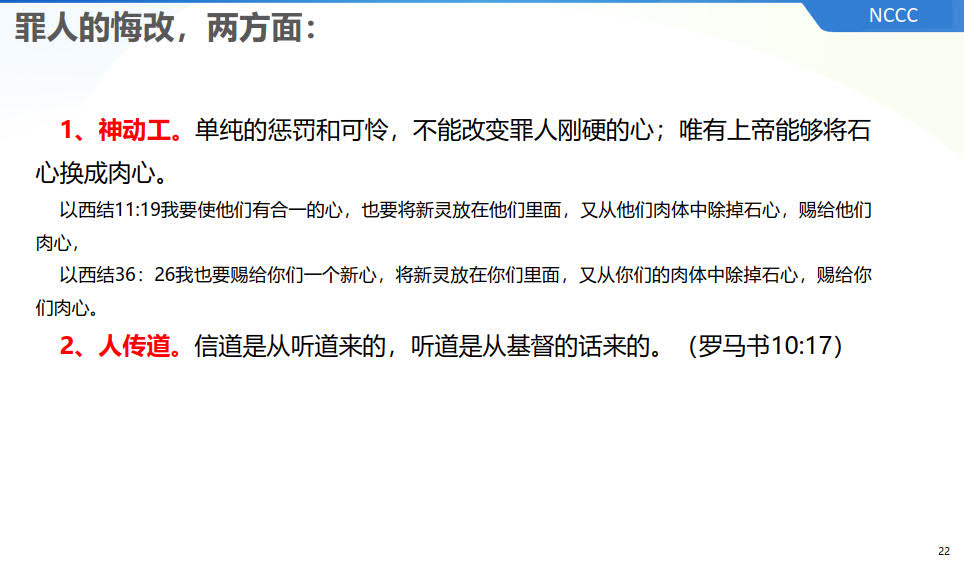 NCCC
罪人的悔改，两方面：
1、神动工。单纯的惩罚和可怜，不能改变罪人刚硬的心；唯有上帝能够将石
心换成肉心。
以西结11:19我要使他们有合一的心，也要将新灵放在他们里面，又从他们肉体中除掉石心，赐给他们
肉心，
以西结36：26我也要赐给你们一个新心，将新灵放在你们里面，又从你们的肉体中除掉石心，赐给你
们肉心。
2、人传道。信道是从听道来的，听道是从基督的话来的。（罗马书10:17）
22